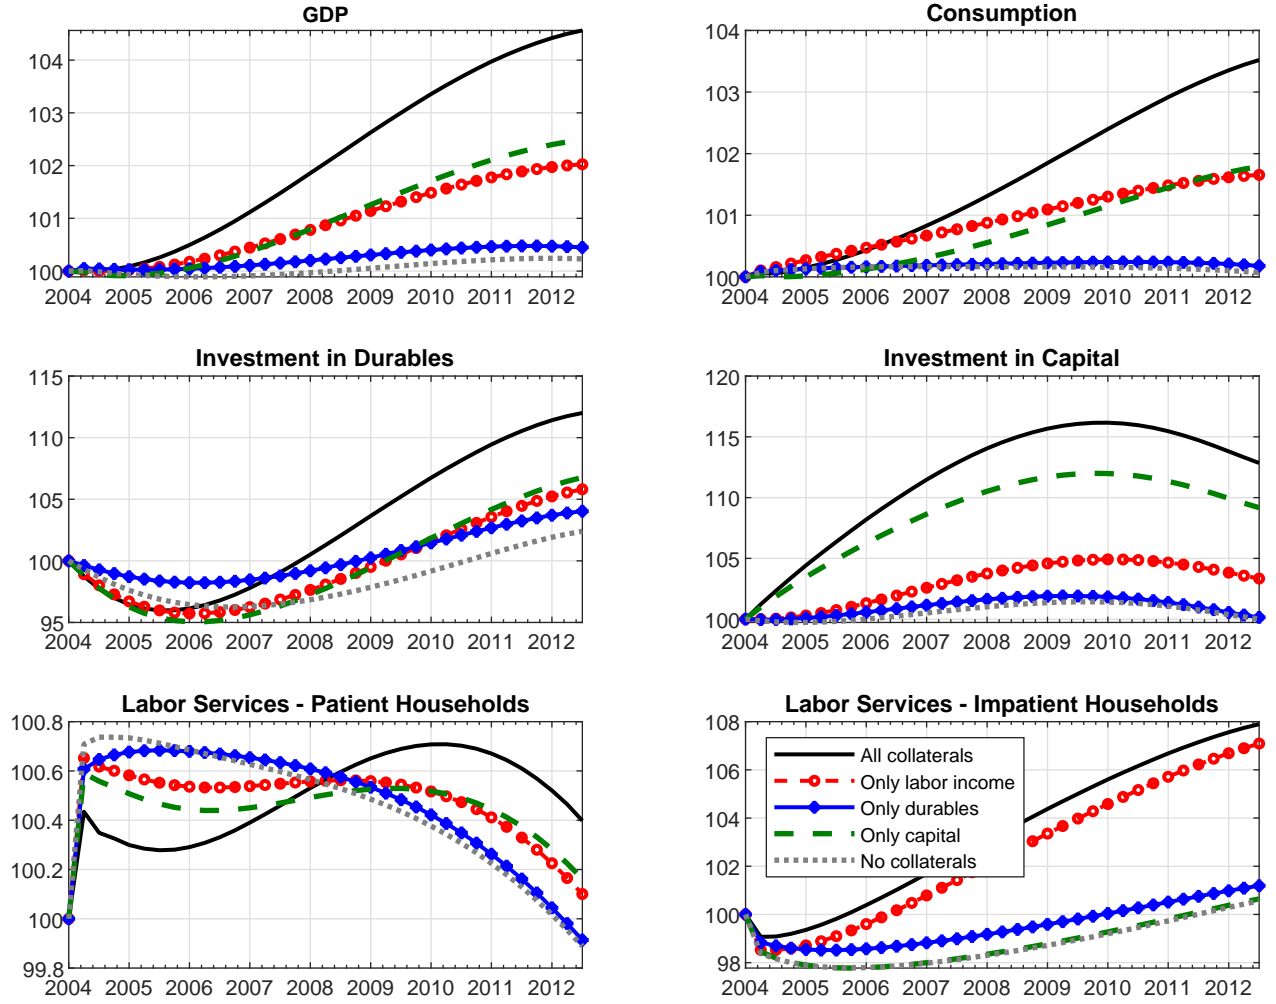 GDP
104
103
102
101
100
2004 2005 2006 2007 2008 2009 2010 2011 2012
Consumption
104
103
102
101
100
2004 2005 2006 2007 2008 2009 2010 2011 2012
Investment in Durables
115
110
105
100
95
2004 2005 2006 2007 2008 2009 2010 2011 2012
Investment in Capital
120
115
110
105
100
2004 2005 2006 2007 2008 2009 2010 2011 2012
Labor Services - Patient Households
100.8
100.6
100.4
100.2
100
99.8
2004 2005 2006 2007 2008 2009 2010 2011 2012
Labor Services - Impatient Households
108
106
104
102
100
98
2004 2005 2006 2007 2008 2009 2010 2011 2012
All collaterals
Only labor income
Only durables
Only capital
No collaterals